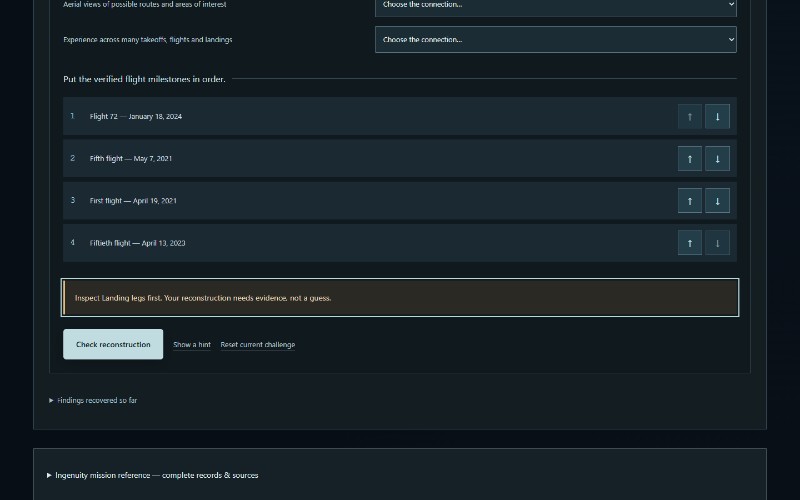 Aerial views of possible routes and areas of interest
Choose the connection...
Experience across many takeoffs, flights and landings
Choose the connection...
Put the verified flight milestones in order.
1 Flight 72 — January 18, 2024 ↑ ↓
2 Fifth flight — May 7, 2021 ↑ ↓
3 First flight — April 19, 2021 ↑ ↓
4 Fiftieth flight — April 13, 2023 ↑ ↓
Inspect Landing legs first. Your reconstruction needs evidence, not a guess.
Check reconstruction Show a hint Reset current challenge
▶ Findings recovered so far
▶ Ingenuity mission reference — complete records & sources